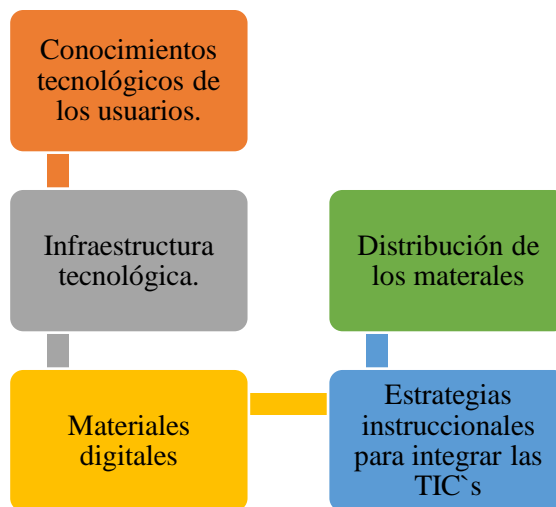 Conocimientos
tecnológicos de
los usuarios.
Infraestructura
tecnológica.
Materiales
digitales
Estrategias
instruccionales
para integrar las
TIC`s
Distribución de
los materales